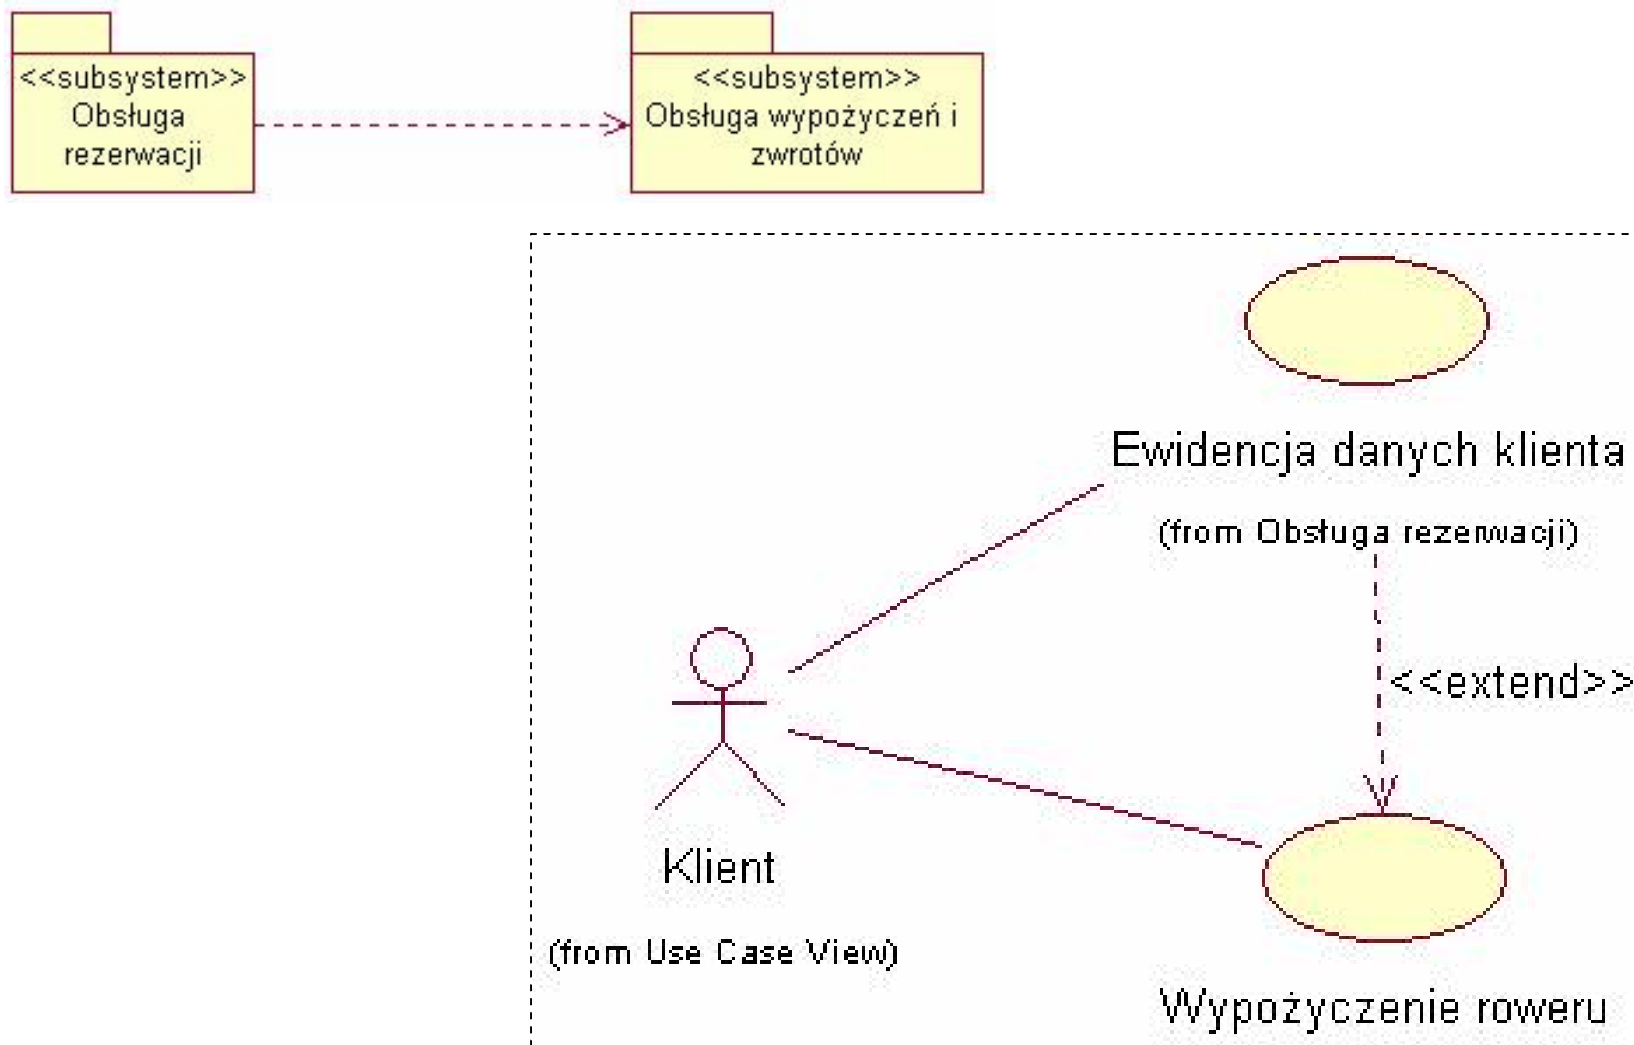 <<subsystem>>
Obsługa
rezerwacji
<<subsystem>>
Obsługa wypożyczeń i
zwrotów
Ewidencja danych klienta
(from Obsługa rezerwacji)
<<extend>>
Klient
(from Use Case View)
Wypożyczenie roweru